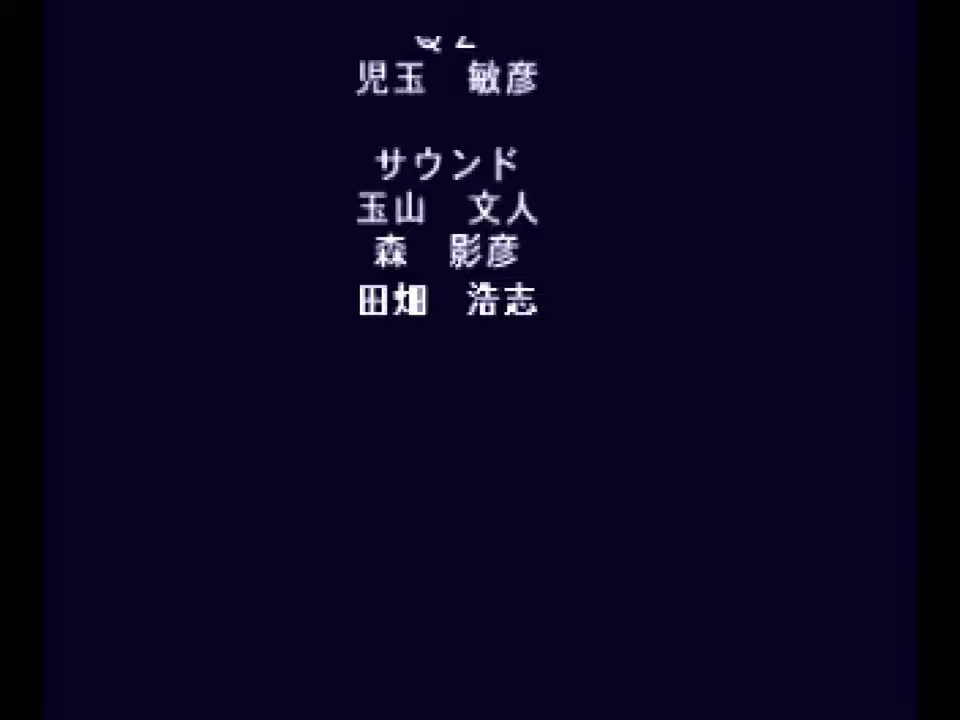 児玉　敏彦
サウンド
玉山　文人
森　影彦
田畑　浩志